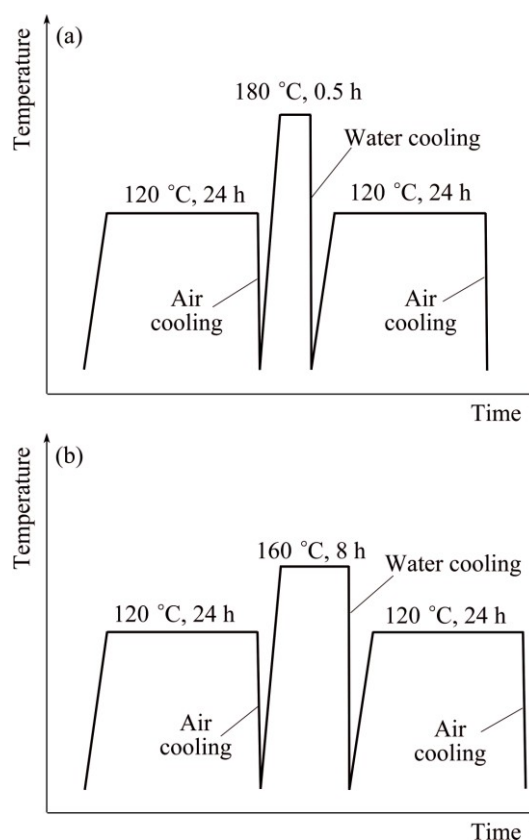 (a)
Temperature
180 °C, 0.5 h
Water cooling
120 °C, 24 h
120 °C, 24 h
Air
cooling
Air
cooling
Time
(b)
Temperature
160 °C, 8 h
Water cooling
120 °C, 24 h
120 °C, 24 h
Air
cooling
Air
cooling
Time